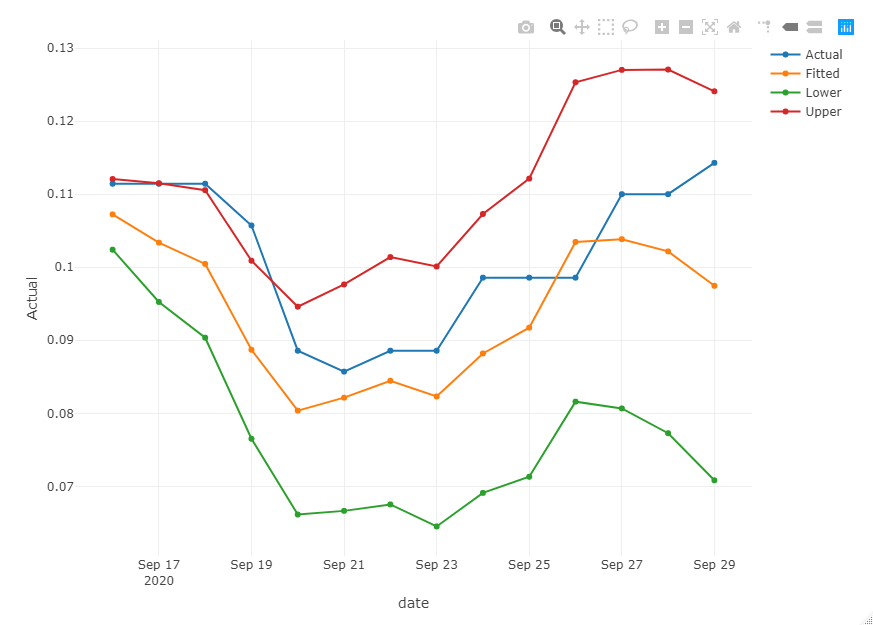 Actual
Fitted
Lower
Upper
0.13
0.12
0.11
0.1
0.09
0.08
0.07
Actual
Sep 17
2020
Sep 19
Sep 21
Sep 23
Sep 25
Sep 27
Sep 29
date